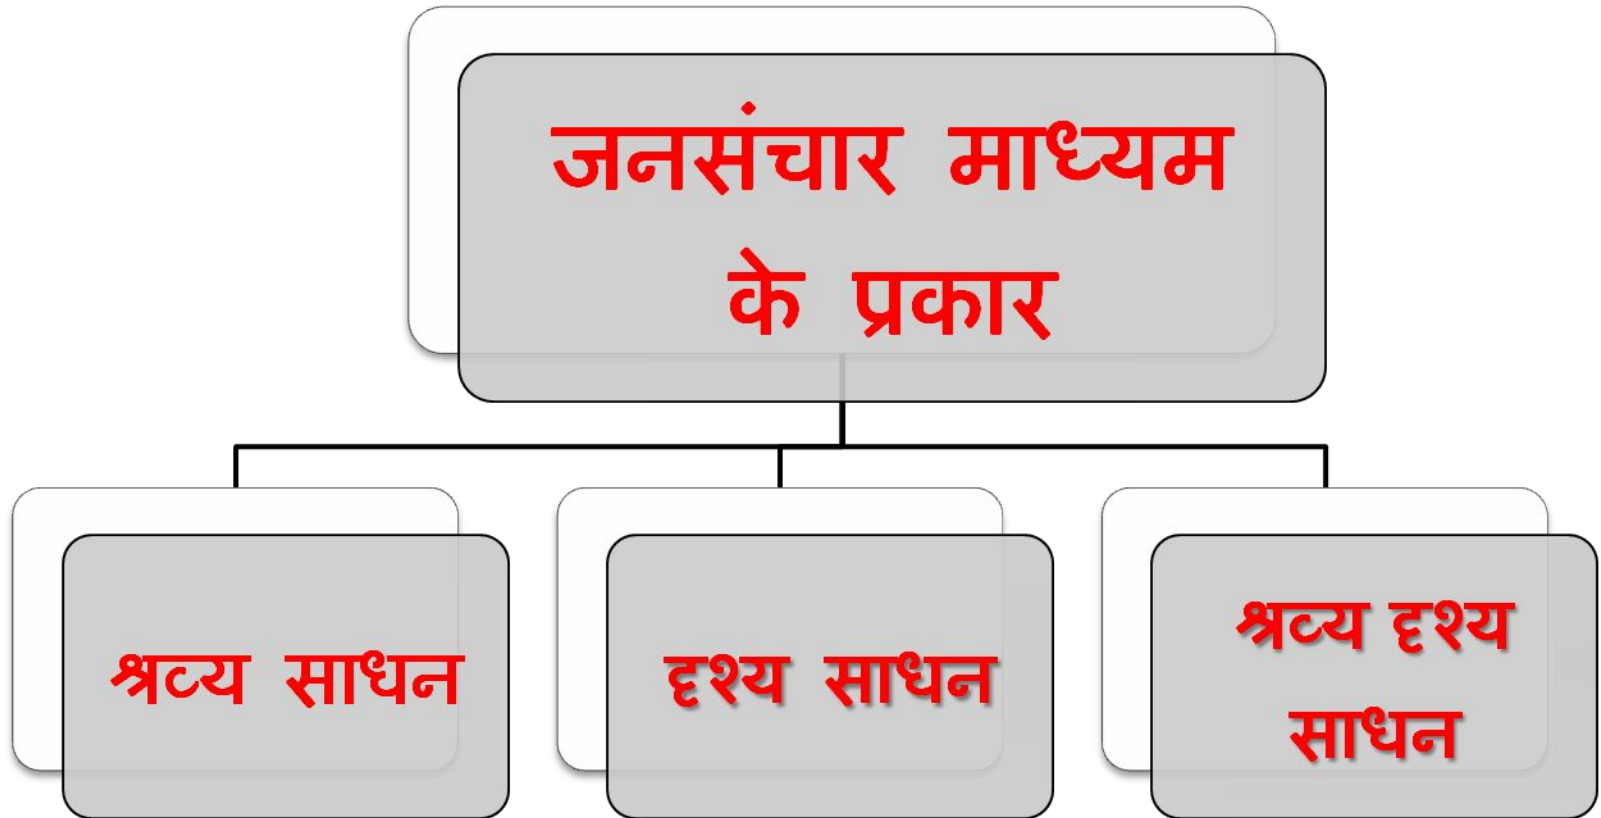 जनसंचार माध्यम
के प्रकार
श्रव्य साधन
दृश्य साधन
श्रव्य दृश्य
साधन